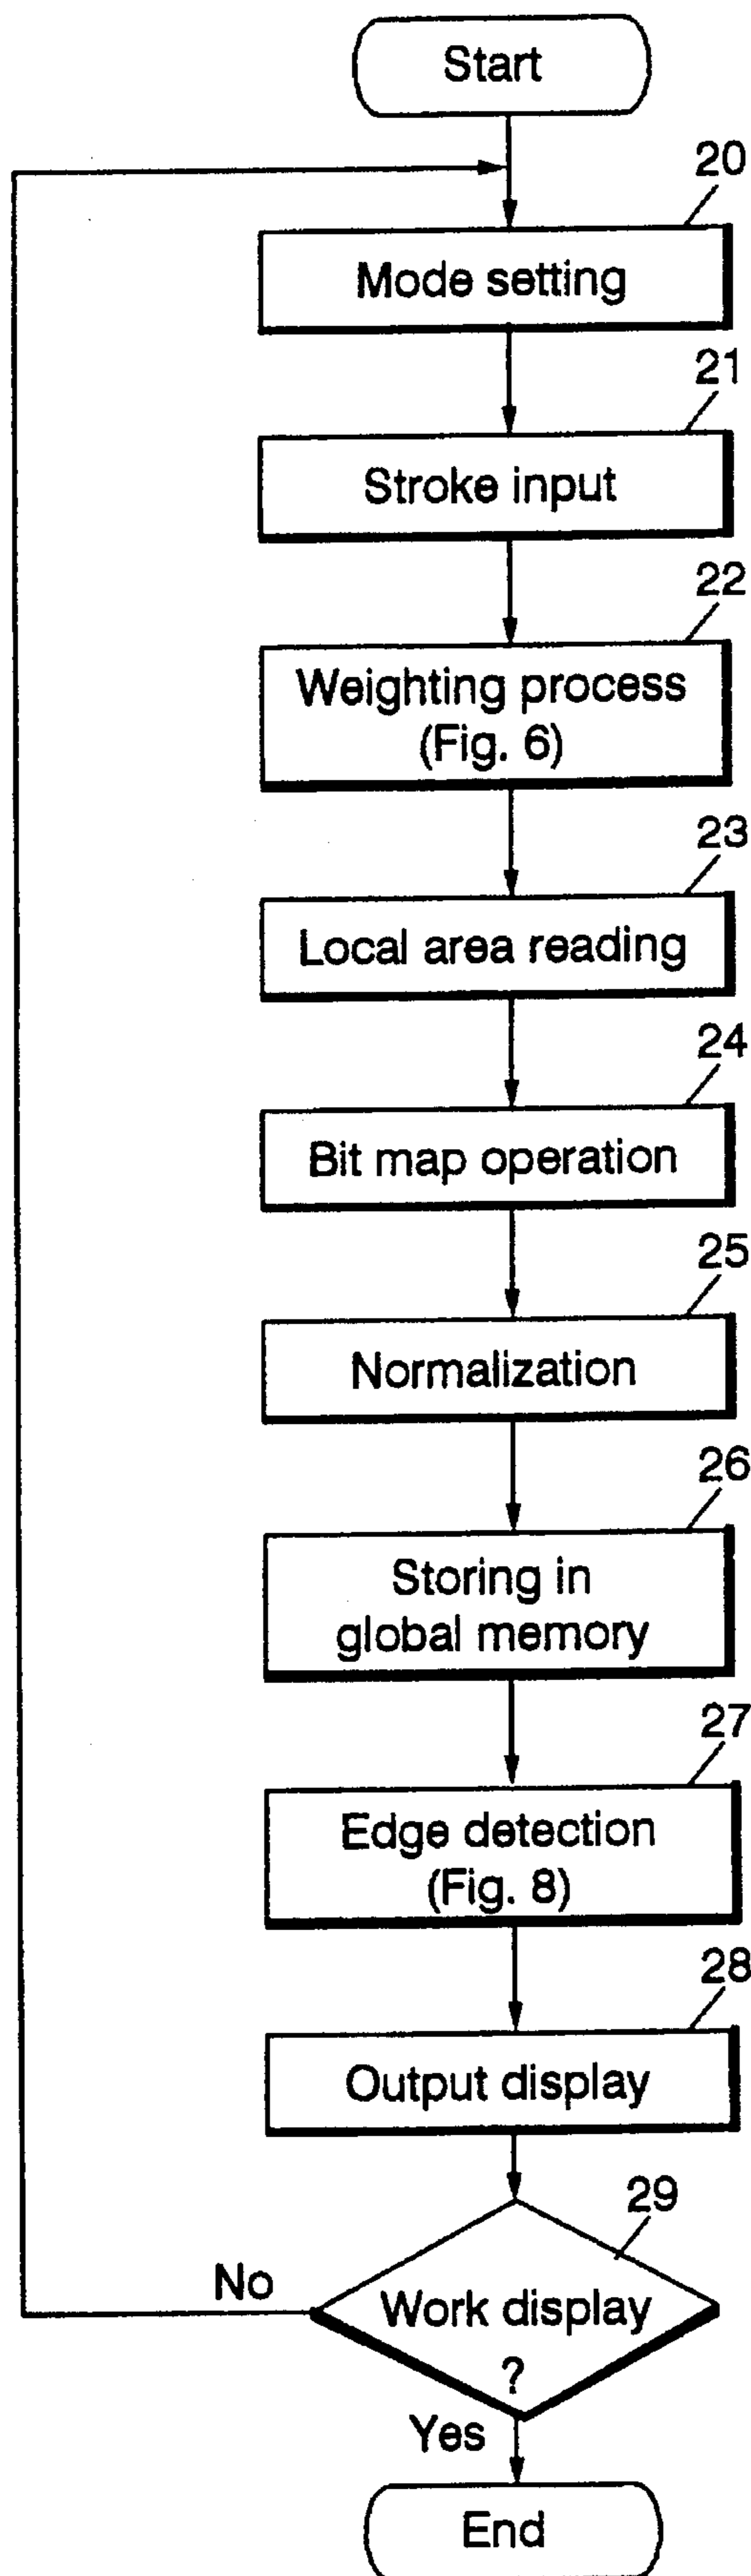 Start
20
Mode setting
21
Stroke input
22
Weighting process
(Fig. 6)
23
Local area reading
24
Bit map operation
25
Normalization
26
Storing in
global memory
27
Edge detection
(Fig. 8)
28
Output display
29
No
Work display
?
Yes
End